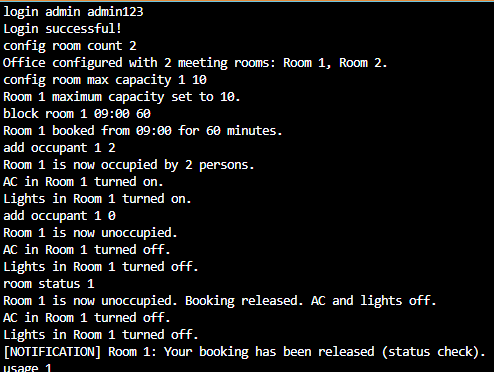 login admin admin123
Login successful!
config room count 2
Office configured with 2 meeting rooms: Room 1, Room 2.
config room max capacity 1 10
Room 1 maximum capacity set to 10.
block room 1 09:00 60
Room 1 booked from 09:00 for 60 minutes.
add occupant 1 2
Room 1 is now occupied by 2 persons.
AC in Room 1 turned on.
Lights in Room 1 turned on.
add occupant 1 0
Room 1 is now unoccupied.
AC in Room 1 turned off.
Lights in Room 1 turned off.
room status 1
Room 1 is now unoccupied. Booking released. AC and lights off.
AC in Room 1 turned off.
Lights in Room 1 turned off.
[NOTIFICATION] Room 1: Your booking has been released (status check).
usage 1